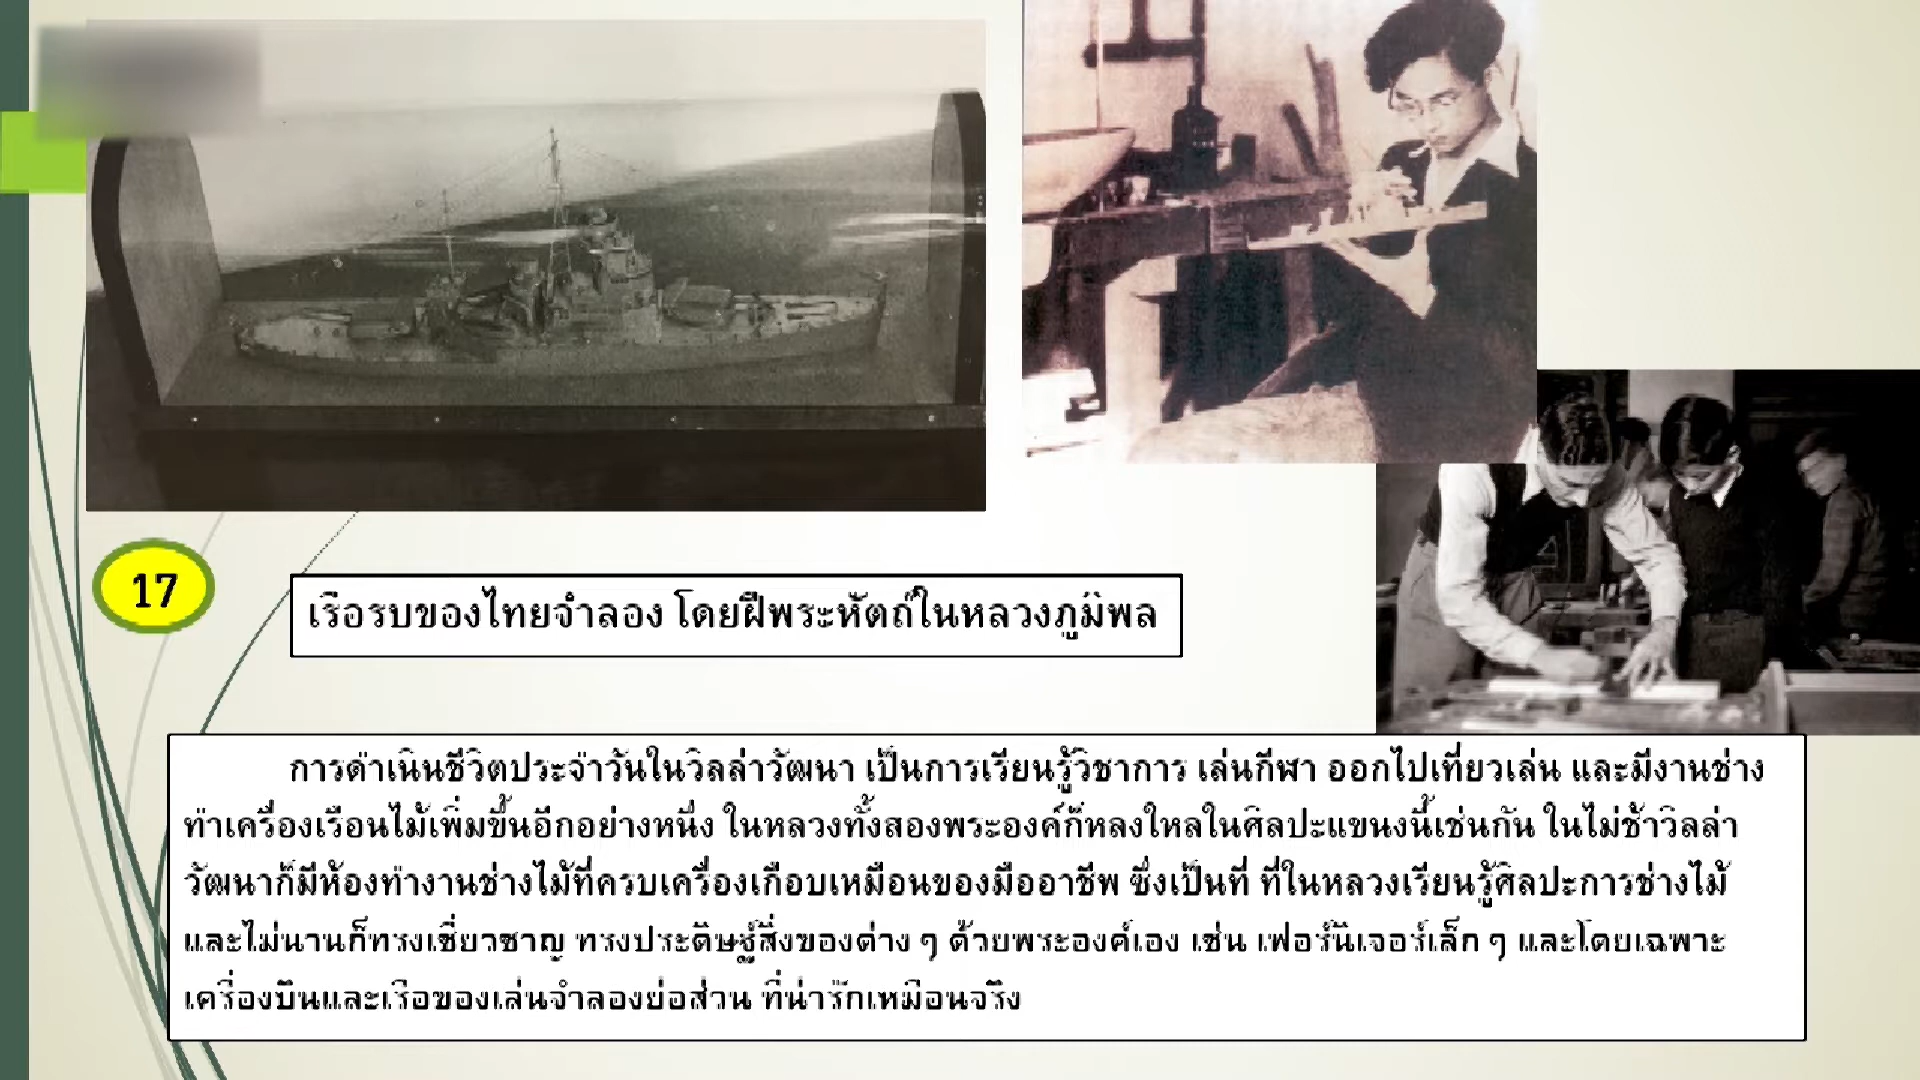 17
เรือรบของไทยจำลอง โดยฝีพระหัตถ์ในหลวงภูมิพล
การดำเนินชีวิตประจำวันในวิลล่าวัฒนา เป็นการเรียนรู้วิชาการ เล่นกีฬา ออกไปเที่ยวเล่น และมีงานช่าง
ทำเครื่องเรือนไม้เพิ่มขึ้นอีกอย่างหนึ่ง ในหลวงทั้งสองพระองค์ก็หลงใหลในศิลปะแขนงนี้เช่นกัน ในไม่ช้าวิลล่า
วัฒนาก็มีห้องทำงานช่างไม้ที่ครบเครื่องเกือบเหมือนของมืออาชีพ ซึ่งเป็นที่ ที่ในหลวงเรียนรู้ศิลปะการช่างไม้
และไม่นานก็ทรงเชี่ยวชาญ ทรงประดิษฐ์สิ่งของต่าง ๆ ด้วยพระองค์เอง เช่น เฟอร์นิเจอร์เล็ก ๆ และโดยเฉพาะ
เครื่องบินและเรือของเล่นจำลองย่อส่วน ที่น่ารักเหมือนจริง